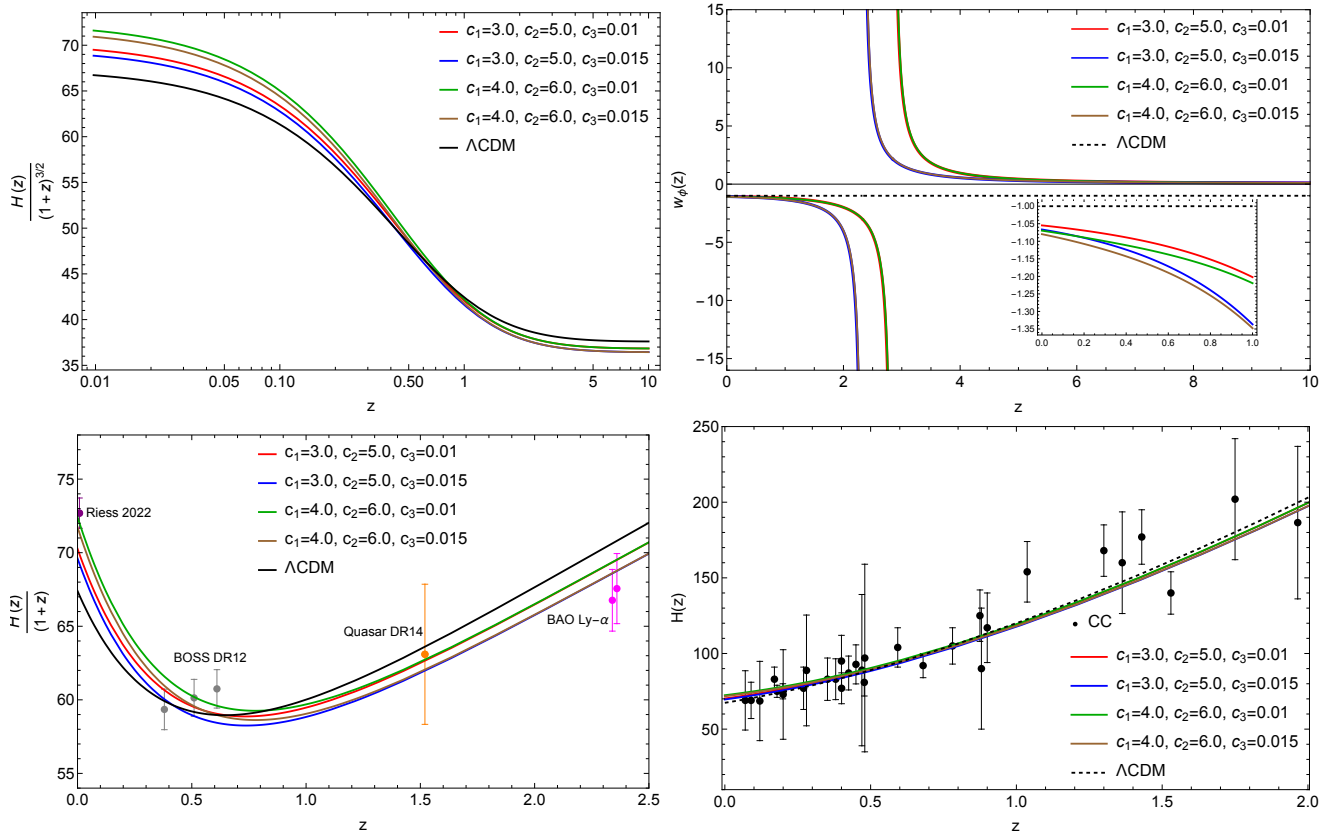 c₁=3.0, c₂=5.0, c₃=0.01
c₁=3.0, c₂=5.0, c₃=0.015
c₁=4.0, c₂=6.0, c₃=0.01
c₁=4.0, c₂=6.0, c₃=0.015
ΛCDM
70
65
60
55
50
45
40
35
H(z)
(1+z)^3/2
0.01 0.05 0.10 0.50 1 5 10
z
c₁=3.0, c₂=5.0, c₃=0.01
c₁=3.0, c₂=5.0, c₃=0.015
c₁=4.0, c₂=6.0, c₃=0.01
c₁=4.0, c₂=6.0, c₃=0.015
ΛCDM
15
10
5
0
−5
−10
−15
w_ϕ(z)
−1.00
−1.05
−1.10
−1.15
−1.20
−1.25
−1.30
−1.35
0.0 0.2 0.4 0.6 0.8 1.0
0 2 4 6 8 10
z
c₁=3.0, c₂=5.0, c₃=0.01
c₁=3.0, c₂=5.0, c₃=0.015
c₁=4.0, c₂=6.0, c₃=0.01
c₁=4.0, c₂=6.0, c₃=0.015
ΛCDM
75
72
69
66
63
60
57
54
H(z)
(1+z)
Riess 2022
BOSS DR12
Quasar DR14
BAO Ly−α
0.0 0.5 1.0 1.5 2.0 2.5
z
250
200
150
100
50
H(z)
CC
c₁=3.0, c₂=5.0, c₃=0.01
c₁=3.0, c₂=5.0, c₃=0.015
c₁=4.0, c₂=6.0, c₃=0.01
c₁=4.0, c₂=6.0, c₃=0.015
ΛCDM
0.0 0.5 1.0 1.5 2.0
z